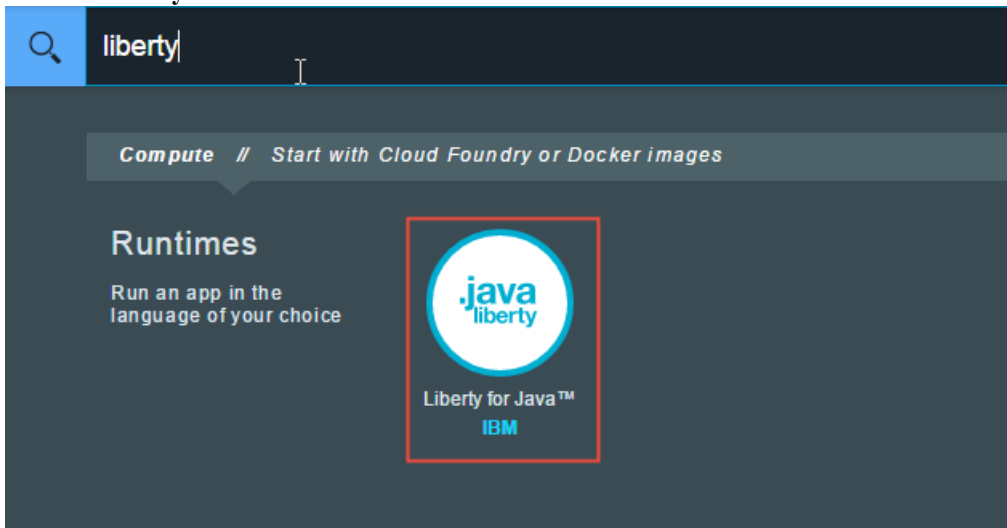 liberty
Compute // Start with Cloud Foundry or Docker images
Runtimes
Run an app in the
language of your choice
.java
liberty
Liberty for Java™
IBM